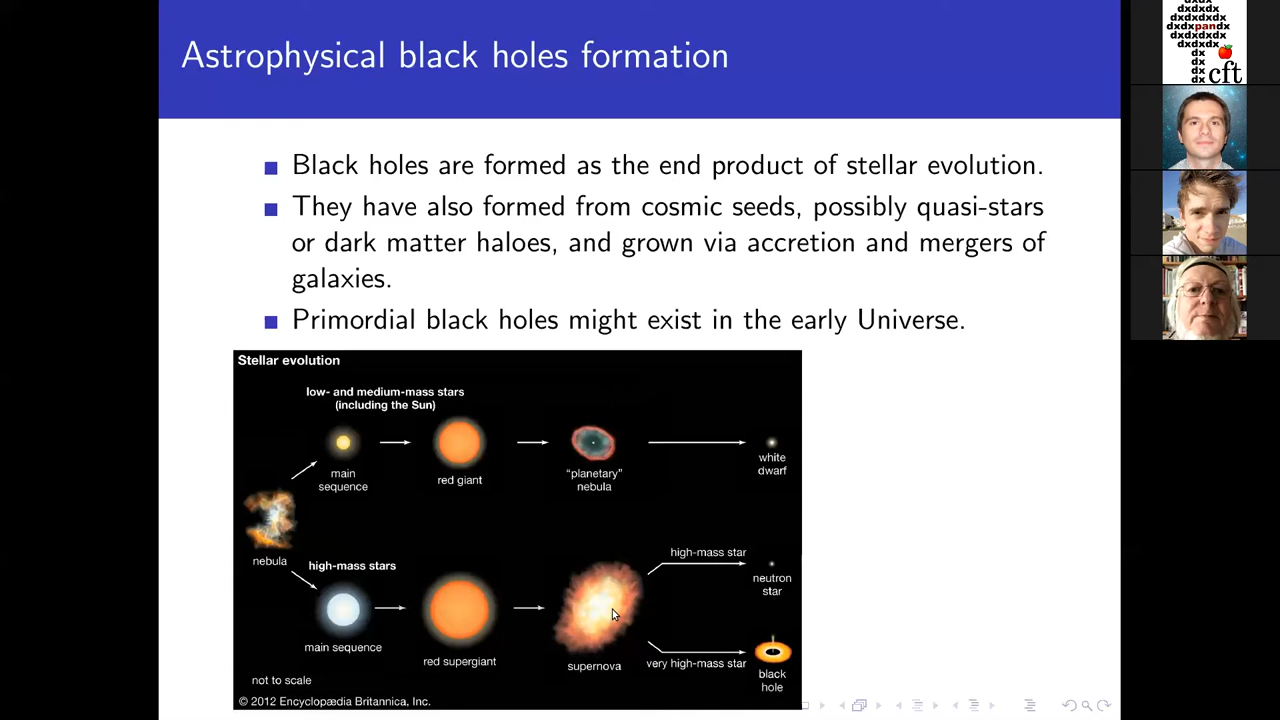 Astrophysical black holes formation
Black holes are formed as the end product of stellar evolution.
They have also formed from cosmic seeds, possibly quasi-stars
or dark matter haloes, and grown via accretion and mergers of
galaxies.
Primordial black holes might exist in the early Universe.
Stellar evolution
low- and medium-mass stars
(including the Sun)
main
sequence
red giant
“planetary”
nebula
white
dwarf
nebula
high-mass stars
main sequence
red supergiant
supernova
high-mass star
neutron
star
very high-mass star
black
hole
not to scale
© 2012 Encyclopædia Britannica, Inc.
dxdxdx
dxdxdxdx
dxdxpandx
dxdxdxdx
dxdxdx
dx
dx
dx
dx
cft